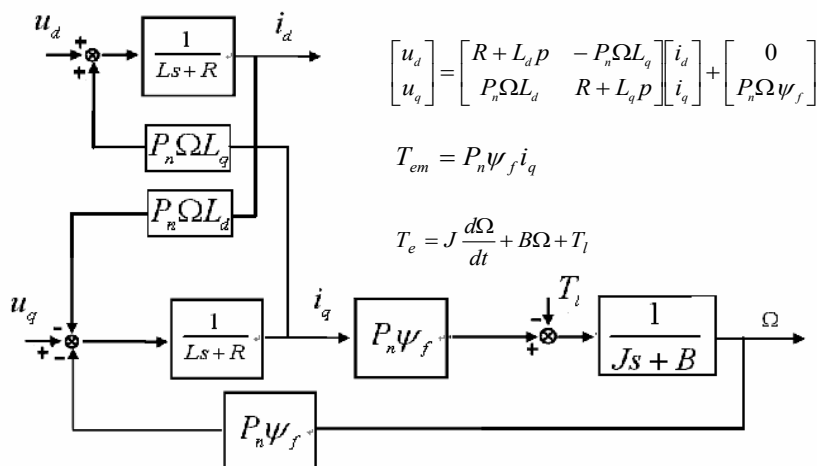 u_d
i_d
+
+
1
Ls + R
P_nΩL_q
P_nΩL_d
[u_d u_q] = [R + L_d p   - P_nΩL_q   P_nΩL_d   R + L_q p][i_d i_q] + [0   P_nΩψ_f]
T_em = P_nψ_f i_q
T_e = J dΩ/dt + BΩ + T_l
u_q
-
+
-
1
Ls + R
i_q
P_nψ_f
-
T_l
+
1
Js + B
Ω
P_nψ_f